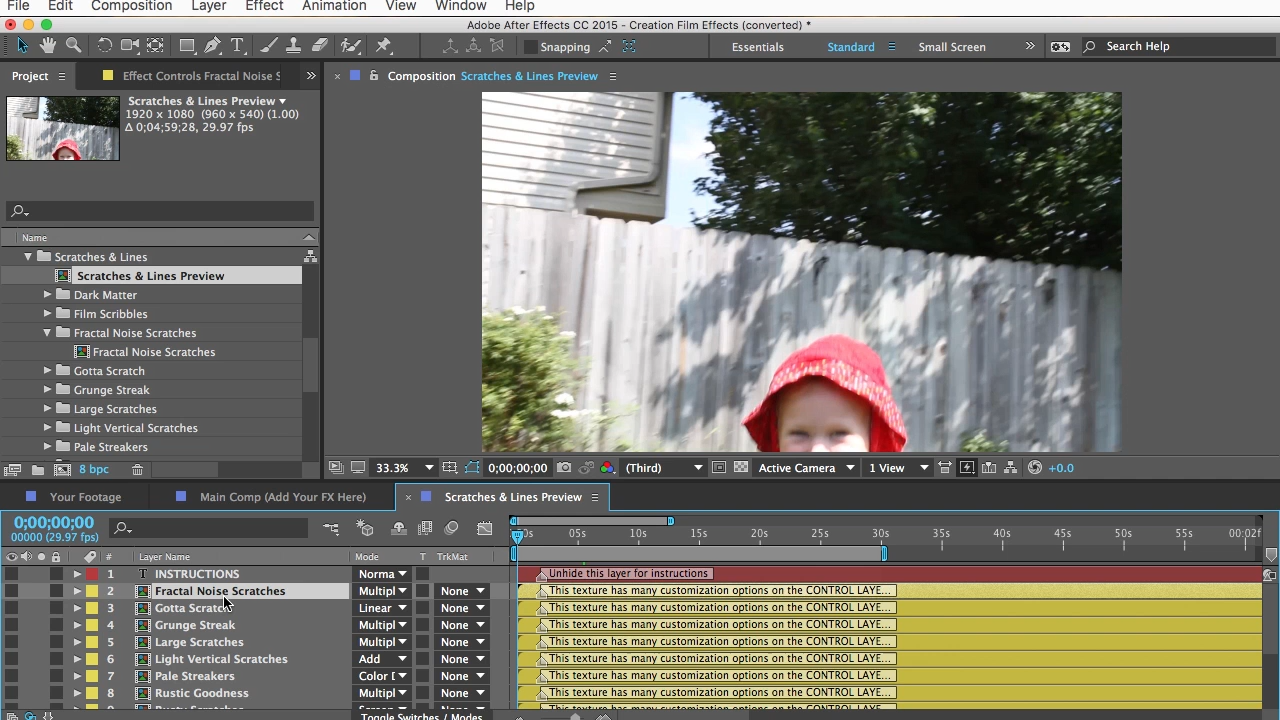 File Edit Composition Layer Effect Animation View Window Help
Adobe After Effects CC 2015 - Creation Film Effects (converted) *
Snapping Essentials Standard Small Screen Search Help
Project Effect Controls Fractal Noise S
Composition Scratches & Lines Preview
Scratches & Lines Preview
1920 x 1080 (960 x 540) (1.00)
Δ 0;04;59;28, 29.97 fps
Name
Scratches & Lines
Scratches & Lines Preview
Dark Matter
Film Scribbles
Fractal Noise Scratches
Fractal Noise Scratches
Gotta Scratch
Grunge Streak
Large Scratches
Light Vertical Scratches
Pale Streakers
8 bpc
33.3% 0;00;00;00 (Third) Active Camera 1 View +0.0
Your Footage Main Comp (Add Your FX Here) Scratches & Lines Preview
0;00;00;00
00000 (29.97 fps)
00s 05s 10s 15s 20s 25s 30s 35s 40s 45s 50s 55s 00:02f
# Layer Name Mode T TrkMat
1 INSTRUCTIONS Norma Unhide this layer for instructions
2 Fractal Noise Scratches Multipl None This texture has many customization options on the CONTROL LAYE...
3 Gotta Scratch Linear None This texture has many customization options on the CONTROL LAYE...
4 Grunge Streak Multipl None This texture has many customization options on the CONTROL LAYE...
5 Large Scratches Multipl None This texture has many customization options on the CONTROL LAYE...
6 Light Vertical Scratches Add None This texture has many customization options on the CONTROL LAYE...
7 Pale Streakers Color D None This texture has many customization options on the CONTROL LAYE...
8 Rustic Goodness Multipl None This texture has many customization options on the CONTROL LAYE...
Toggle Switches / Modes